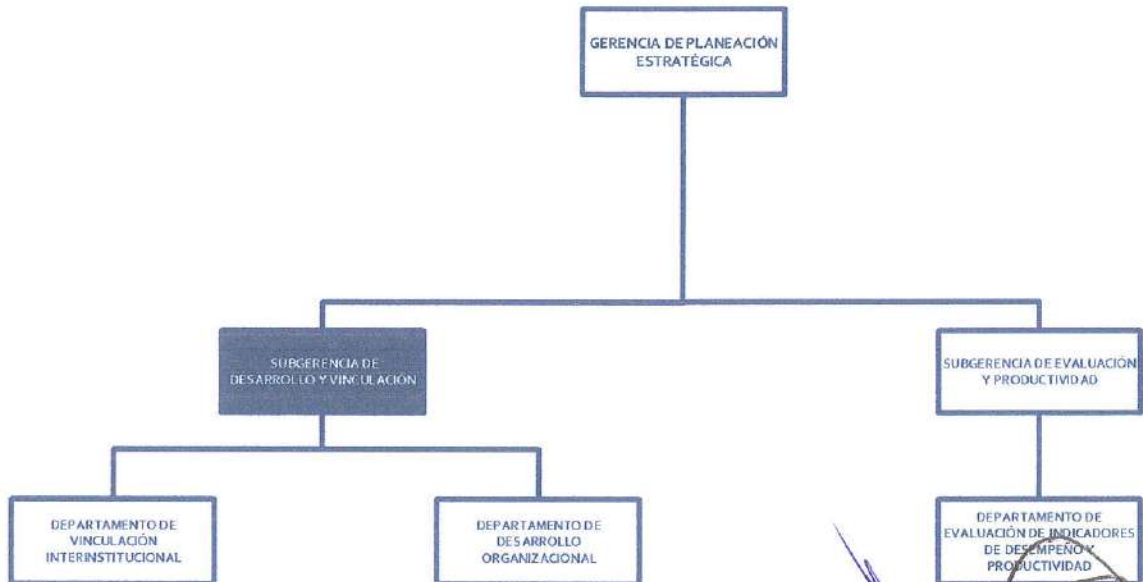 GERENCIA DE PLANEACIÓN
ESTRATÉGICA
SUBGERENCIA DE
DESARROLLO Y VINCULACIÓN
SUBGERENCIA DE EVALUACIÓN
Y PRODUCTIVIDAD
DEPARTAMENTO DE
VINCULACIÓN
INTERINSTITUCIONAL
DEPARTAMENTO DE
DESARROLLO
ORGANIZACIONAL
DEPARTAMENTO DE
EVALUACIÓN DE INDICADORES
DE DESEMPEÑO Y
PRODUCTIVIDAD